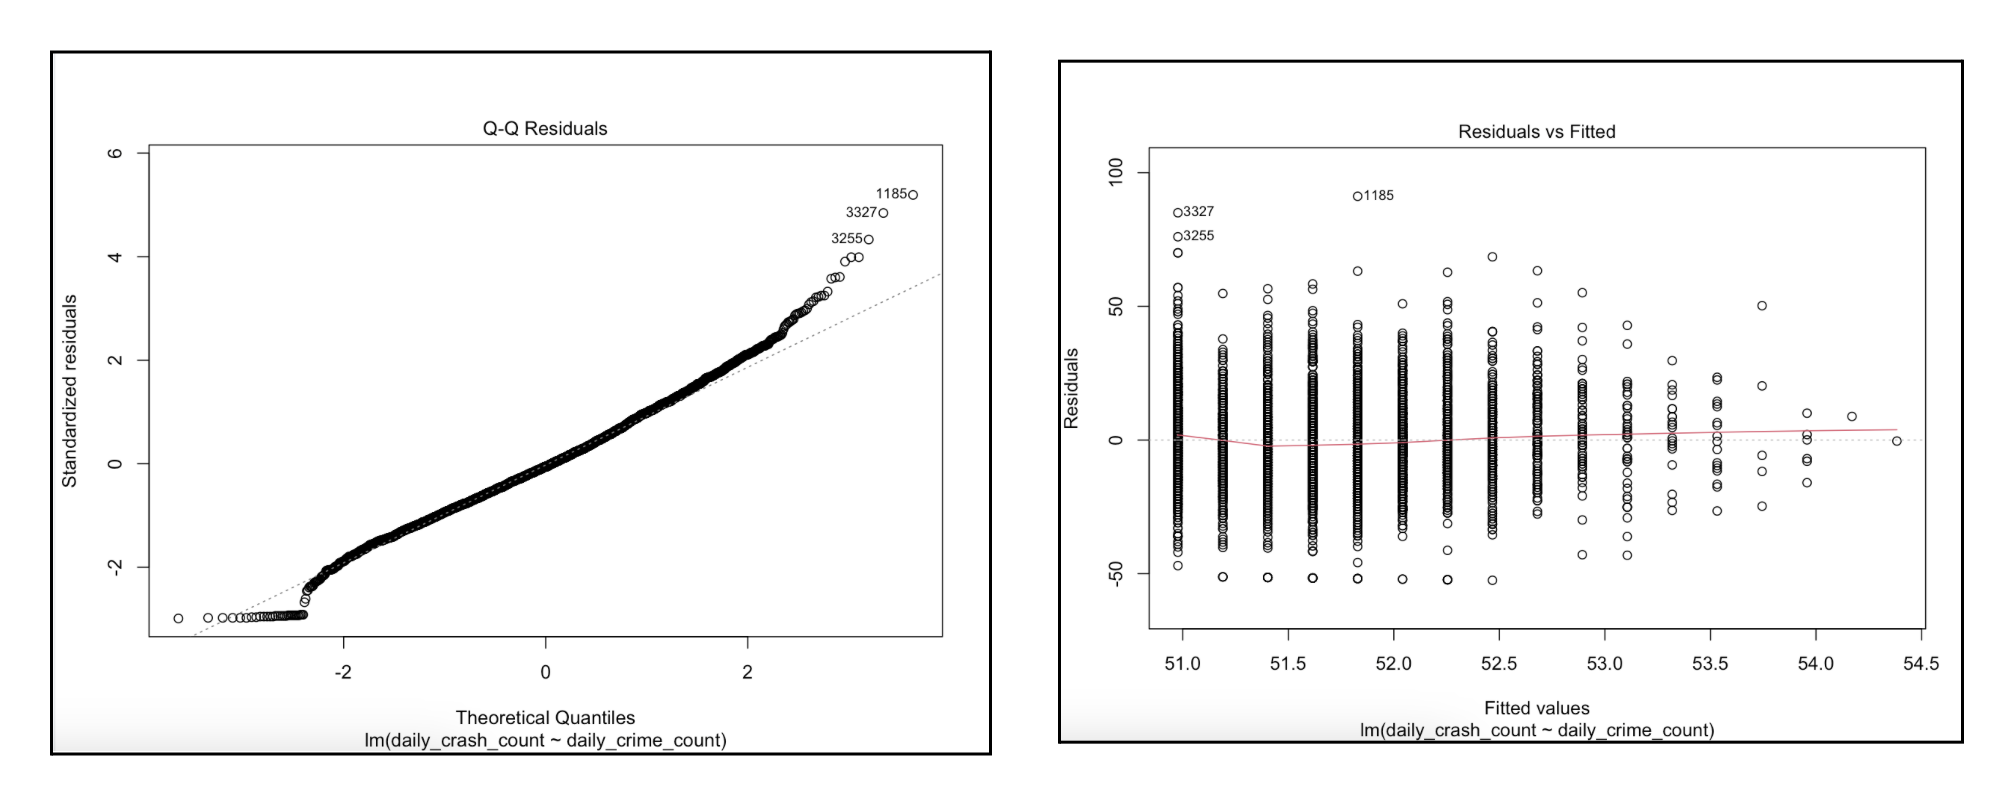 Q-Q Residuals
6
4
2
0
-2
Standardized residuals
1185
3327
3255
-2 0 2
Theoretical Quantiles
lm(daily_crash_count ~ daily_crime_count)
Residuals vs Fitted
100
50
0
-50
Residuals
1185
3327
3255
51.0 51.5 52.0 52.5 53.0 53.5 54.0 54.5
Fitted values
lm(daily_crash_count ~ daily_crime_count)